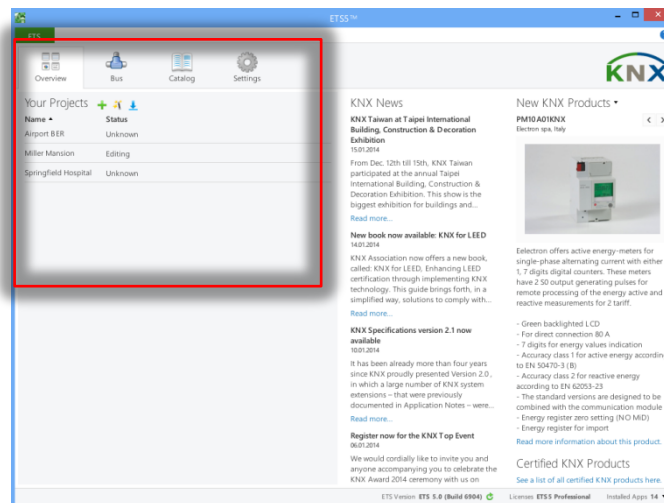 ETS5™
ETS
Overview
Bus
Catalog
Settings
KNX
Your Projects
Name
Status
Airport BER
Unknown
Miller Mansion
Editing
Springfield Hospital
Unknown
KNX News
KNX Taiwan at Taipei International
Building, Construction & Decoration
Exhibition
15.01.2014
From Dec. 12th till 15th, KNX Taiwan
participated at the annual Taipei
International Building, Construction &
Decoration Exhibition. This show is the
biggest exhibition for buildings and...
Read more...
New book now available: KNX for LEED
14.01.2014
KNX Association now offers a new book,
called: KNX for LEED, Enhancing LEED
certification through implementing KNX
technology. This guide brings forth, in a
simplified way, solutions to comply with...
Read more...
KNX Specifications version 2.1 now
available
10.01.2014
It has been already more than four years
since KNX proudly presented Version 2.0,
in which a large number of KNX system
extensions – that were previously
documented in Application Notes – were...
Read more...
Register now for the KNX Top Event
06.01.2014
We would cordially like to invite you and
anyone accompanying you to celebrate the
KNX Award 2014 ceremony with us on
New KNX Products
PM10A01KNX
Electron spa, Italy
Eelectron offers active energy-meters for
single-phase alternating current with either
1, 7 digits digital counters. These meters
have 2 S0 output generating pulses for
remote processing of the energy active and
reactive measurements for 2 tariff.
- Green backlighted LCD
- For direct connection 80 A
- 7 digits for energy values indication
- Accuracy class 1 for active energy accordin
to EN 50470-3 (B)
- Accuracy class 2 for reactive energy
according to EN 62053-23
- The standard versions are designed to be
combined with the communication module
- Energy register zero setting (NO MID)
- Energy register for import
Read more information about this product.
Certified KNX Products
See a list of all certified KNX products here.
ETS Version ETS 5.0 (Build 6904)
Licenses ETS5 Professional
Installed Apps 14